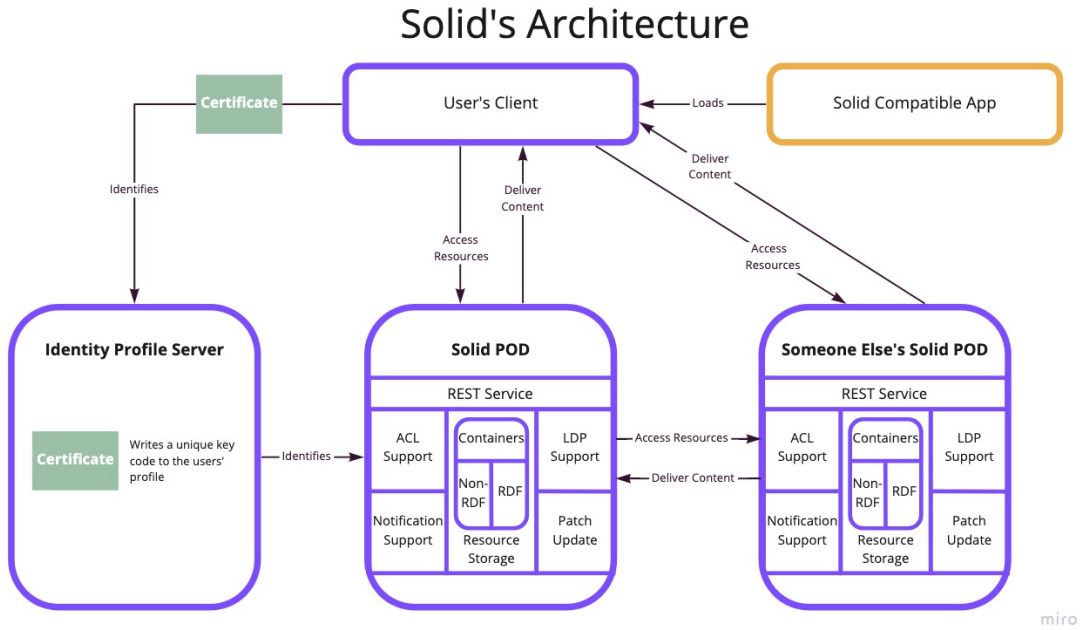 Solid's Architecture
Certificate
User's Client
Loads
Solid Compatible App
Identifies
Deliver
Content
Access
Resources
Deliver
Content
Access
Resources
Identity Profile Server
Certificate
Writes a unique key
code to the users'
profile
Identifies
Solid POD
REST Service
ACL
Support
Containers
Non-
RDF
RDF
LDP
Support
Notification
Support
Resource
Storage
Patch
Update
Access Resources
Deliver Content
Someone Else's Solid POD
REST Service
ACL
Support
Containers
Non-
RDF
RDF
LDP
Support
Notification
Support
Resource
Storage
Patch
Update
miro